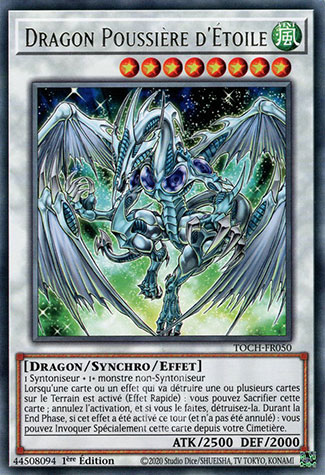 Dragon Poussière d'Étoile
風
TOCH-FR050
[Dragon/Synchro/Effet]
1 Syntoniseur + 1+ monstre non-Syntoniseur
Lorsqu'une carte ou un effet qui va détruire une ou plusieurs cartes
sur le Terrain est activé (Effet Rapide) : vous pouvez Sacrifier cette
carte ; annulez l'activation, et si vous le faites, détruisez-la. Durant la
End Phase, si cet effet a été activé ce tour (et n'a pas été annulé) : vous
pouvez Invoquer Spécialement cette carte depuis votre Cimetière.
ATK/2500 DEF/2000
44508094 1ère Édition ©2020 Studio Dice/SHUEISHA, TV TOKYO, KONAMI